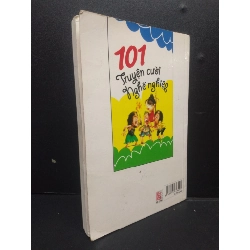 101
Truyện cười
Nghề nghiệp